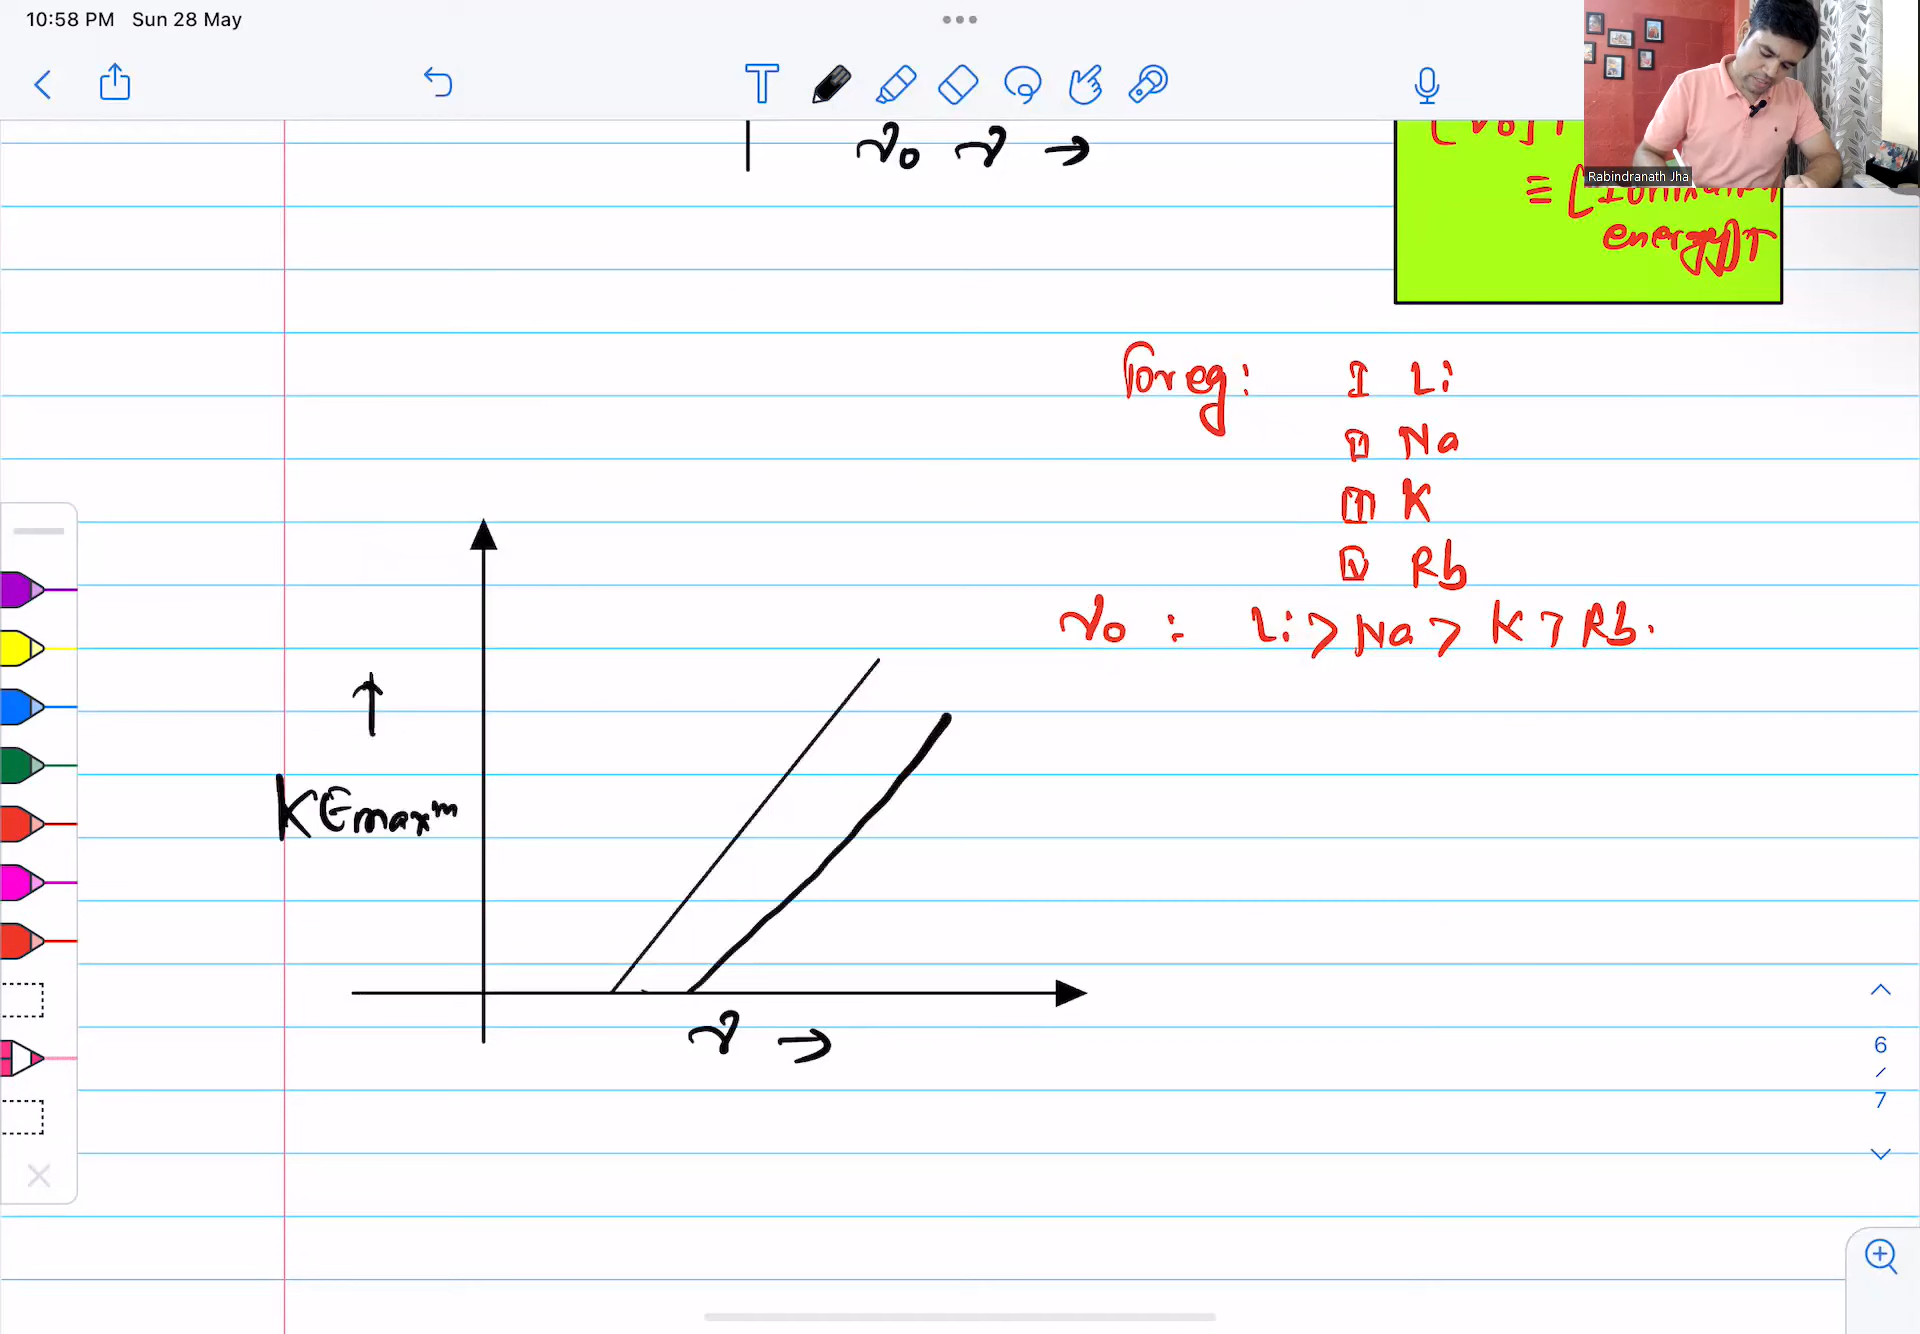 10:58 PM Sun 28 May
Rabindranath Jha
ν₀ ν →
≡ [Ionization
energy]↑
For eg: I Li
II Na
III K
IV Rb
ν₀ : Li > Na > K > Rb.
↑
KEmaxᵐ
ν →
6
/
7